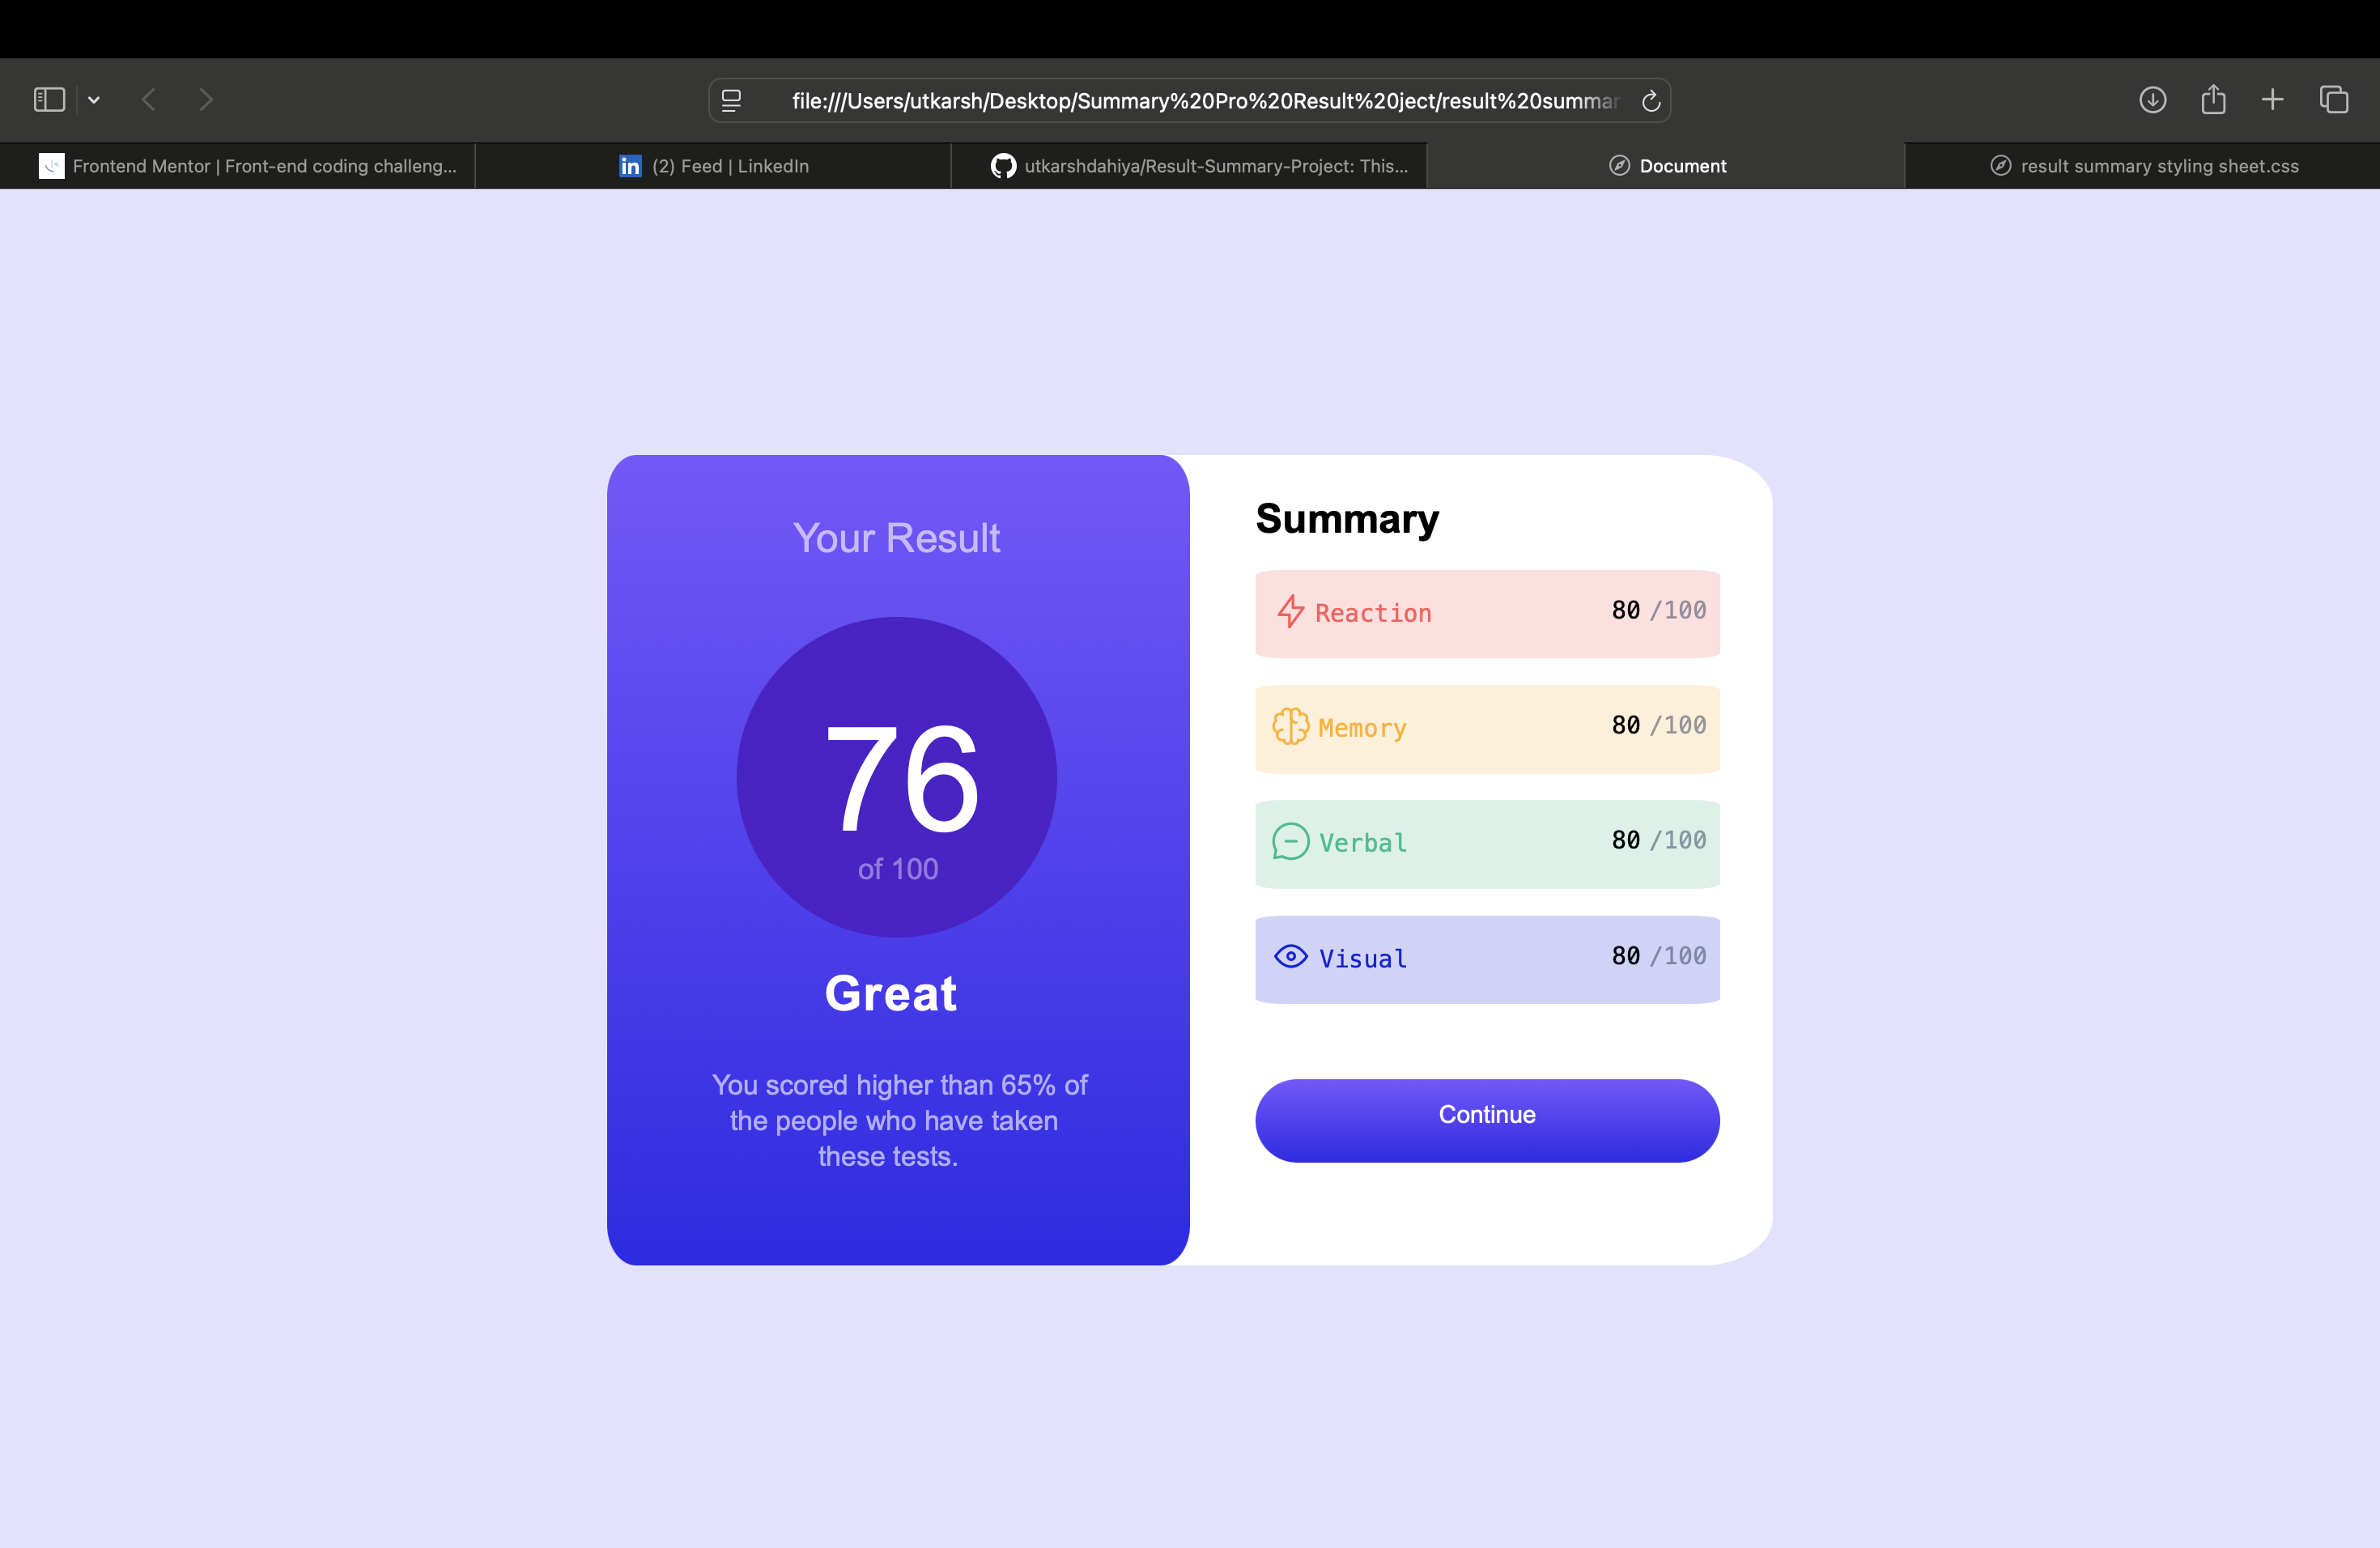 file:///Users/utkarsh/Desktop/Summary%20Pro%20Result%20ject/result%20summar
Frontend Mentor | Front-end coding challeng...
in (2) Feed | LinkedIn
utkarshdahiya/Result-Summary-Project: This...
Document
result summary styling sheet.css
Your Result
76
of 100
Great
You scored higher than 65% of
the people who have taken
these tests.
Summary
Reaction 80 /100
Memory 80 /100
Verbal 80 /100
Visual 80 /100
Continue